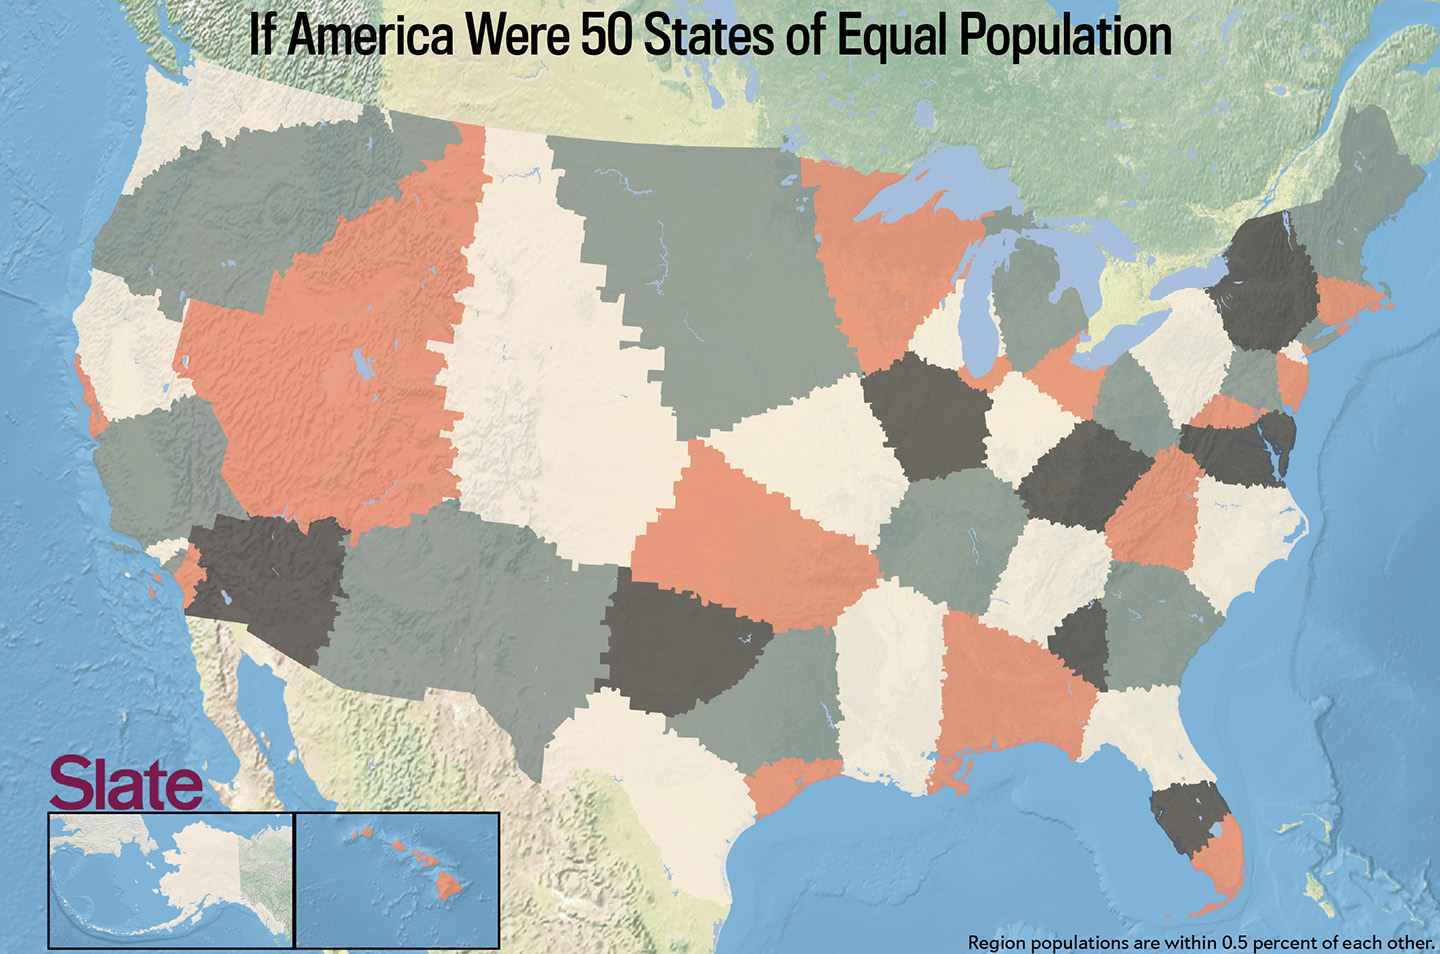 If America Were 50 States of Equal Population
Slate
Region populations are within 0.5 percent of each other.